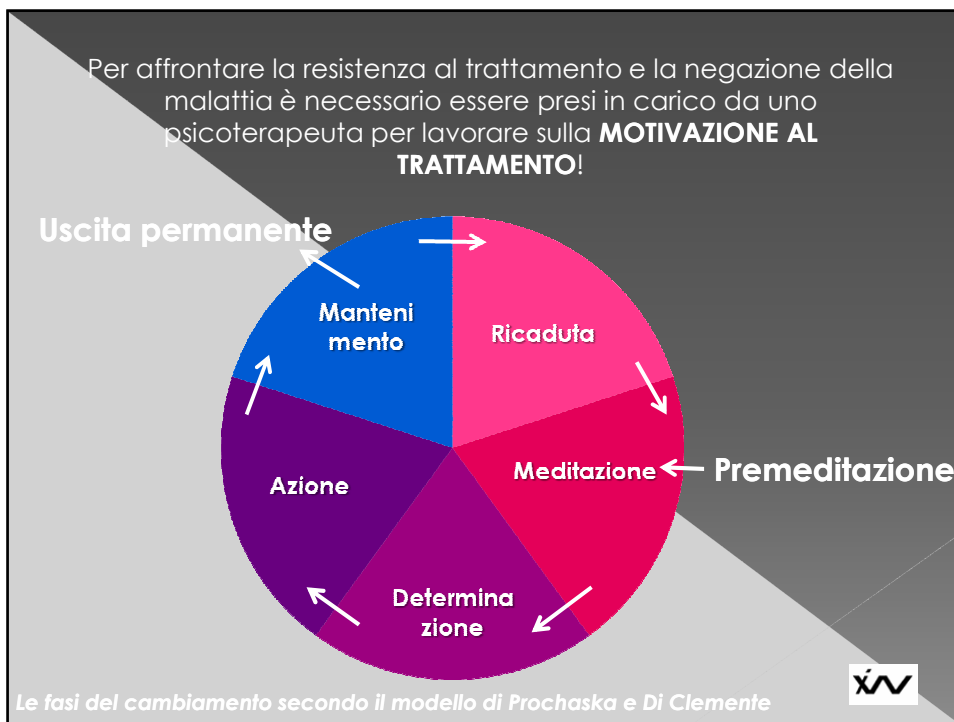 Per affrontare la resistenza al trattamento e la negazione della
malattia è necessario essere presi in carico da uno
psicoterapeuta per lavorare sulla MOTIVAZIONE AL
TRATTAMENTO!
Uscita permanente
Manteni
mento
Ricaduta
Meditazione
Premeditazione
Azione
Determina
zione
Le fasi del cambiamento secondo il modello di Prochaska e Di Clemente